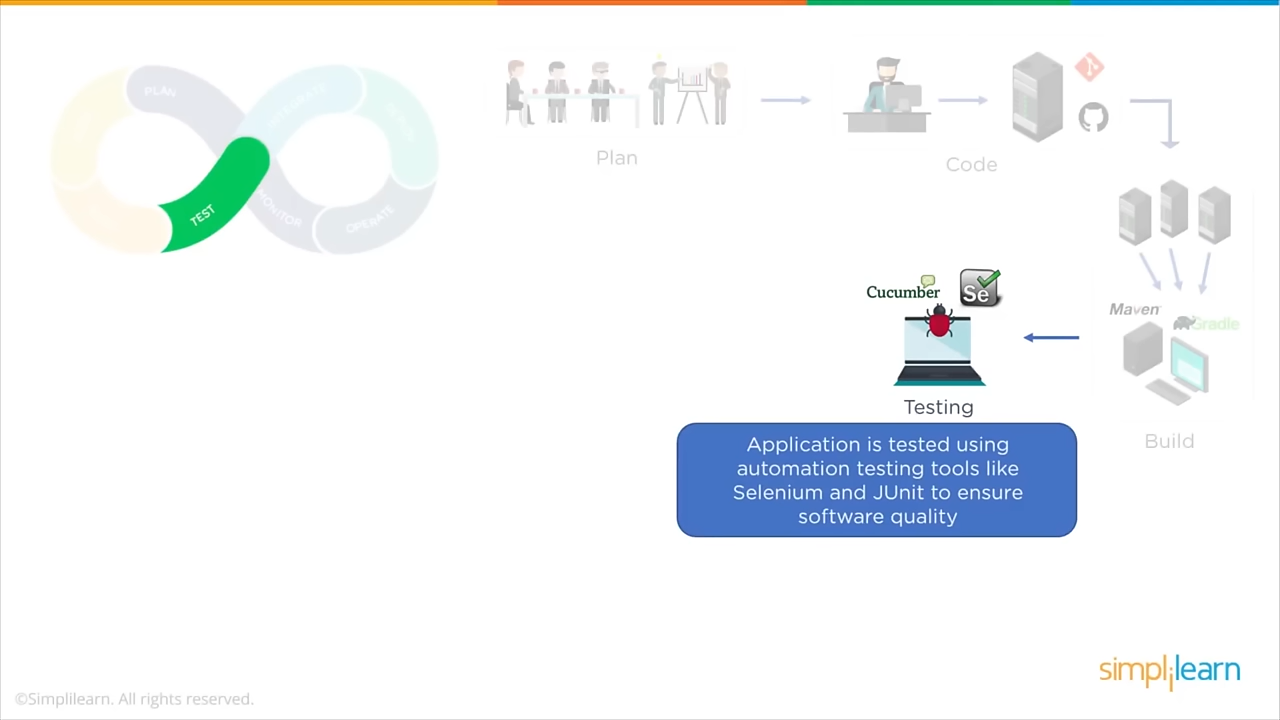 PLAN
INTEGRATE
TEST
MONITOR
OPERATE
Plan
Code
Cucumber
Se
Maven
Gradle
Testing
Build
Application is tested using
automation testing tools like
Selenium and JUnit to ensure
software quality
simplilearn
©Simplilearn. All rights reserved.